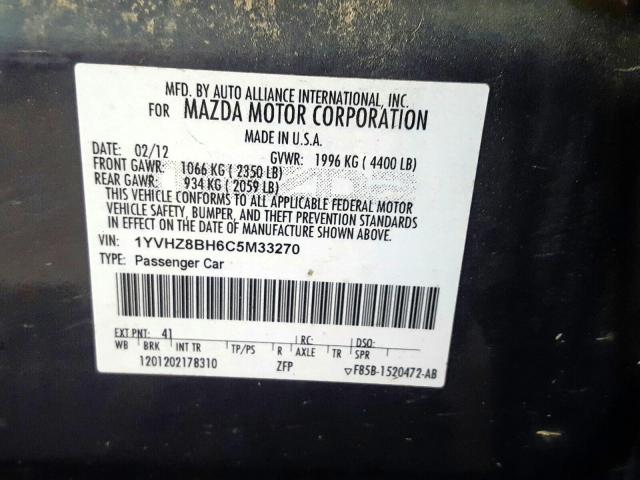 MFD. BY AUTO ALLIANCE INTERNATIONAL, INC.
FOR MAZDA MOTOR CORPORATION
MADE IN U.S.A.
DATE: 02/12 GVWR: 1996 KG ( 4400 LB)
FRONT GAWR: 1066 KG ( 2350 LB)
REAR GAWR: 934 KG ( 2059 LB)
THIS VEHICLE CONFORMS TO ALL APPLICABLE FEDERAL MOTOR
VEHICLE SAFETY, BUMPER, AND THEFT PREVENTION STANDARDS
IN EFFECT ON THE DATE OF MANUFACTURE SHOWN ABOVE.
VIN: 1YVHZ8BH6C5M33270
TYPE: Passenger Car
EXT PNT: 41 RC: DSO:
WB BRK INT TR TP/PS R AXLE TR SPR
1201202178310 ZFP ▽F85B-1520472-AB